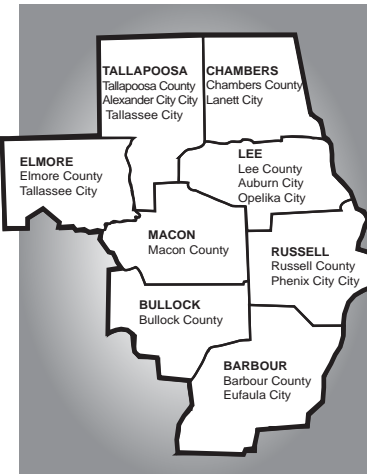 TALLAPOOSA
Tallapoosa County
Alexander City City
Tallassee City
CHAMBERS
Chambers County
Lanett City
ELMORE
Elmore County
Tallassee City
LEE
Lee County
Auburn City
Opelika City
MACON
Macon County
RUSSELL
Russell County
Phenix City City
BULLOCK
Bullock County
BARBOUR
Barbour County
Eufaula City